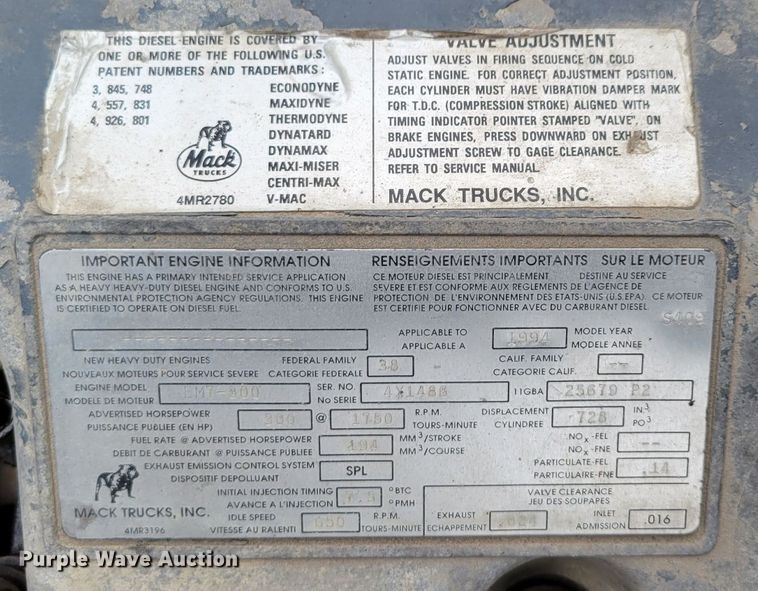 THIS DIESEL ENGINE IS COVERED BY
ONE OR MORE OF THE FOLLOWING U.S.
PATENT NUMBERS AND TRADEMARKS :
3, 845, 748 ECONODYNE
4, 557, 831 MAXIDYNE
4, 926, 801 THERMODYNE
DYNATARD
DYNAMAX
MAXI-MISER
CENTRI-MAX
V-MAC
Mack
TRUCKS
4MR2780
VALVE ADJUSTMENT
ADJUST VALVES IN FIRING SEQUENCE ON COLD
STATIC ENGINE. FOR CORRECT ADJUSTMENT POSITION,
EACH CYLINDER MUST HAVE VIBRATION DAMPER MARK
FOR T.D.C. (COMPRESSION STROKE) ALIGNED WITH
TIMING INDICATOR POINTER STAMPED "VALVE", ON
BRAKE ENGINES, PRESS DOWNWARD ON EXHAUST
ADJUSTMENT SCREW TO GAGE CLEARANCE.
REFER TO SERVICE MANUAL.
MACK TRUCKS, INC.
IMPORTANT ENGINE INFORMATION
THIS ENGINE HAS A PRIMARY INTENDED SERVICE APPLICATION
AS A HEAVY HEAVY-DUTY DIESEL ENGINE AND CONFORMS TO U.S.
ENVIRONMENTAL PROTECTION AGENCY REGULATIONS. THIS ENGINE
IS CERTIFIED TO OPERATE ON DIESEL FUEL.
RENSEIGNEMENTS IMPORTANTS SUR LE MOTEUR
CE MOTEUR DIESEL EST PRINCIPALEMENT DESTINE AU SERVICE
SEVERE ET EST CONFORME AUX REGLEMENTS DE L'AGENCE DE
PROTECTION DE L'ENVIRONNEMENT DES ETATS-UNIS (U.S.EPA). CE MOTEUR
EST CERTIFIE POUR FONCTIONNER AVEC DU CARBURANT DIESEL.
APPLICABLE TO 1994 MODEL YEAR
APPLICABLE A MODELE ANNEE
NEW HEAVY DUTY ENGINES FEDERAL FAMILY 38 - CALIF. FAMILY --
NOUVEAUX MOTEURS POUR SERVICE SEVERE CATEGORIE FEDERALE CATEGORIE CALIF.
ENGINE MODEL EM7-300 SER. NO. 11GBA 25679 P2
MODELE DE MOTEUR No SERIE
ADVERTISED HORSEPOWER 300 @ 1750 R.P.M. DISPLACEMENT 728 IN³
PUISSANCE PUBLIEE (EN HP) TOURS-MINUTE CYLINDREE PO³
FUEL RATE @ ADVERTISED HORSEPOWER 194 MM³/STROKE NOx-FEL --
DEBIT DE CARBURANT @ PUISSANCE PUBLIEE MM³/COURSE NOx-FNE
EXHAUST EMISSION CONTROL SYSTEM SPL PARTICULATE-FEL .14
DISPOSITIF DEPOLLUANT PARTICULAIRE-FNE
INITIAL INJECTION TIMING °BTC VALVE CLEARANCE
AVANCE A L'INJECTION °PMH JEU DES SOUPAPES
MACK TRUCKS, INC. IDLE SPEED 650 R.P.M. EXHAUST .024 INLET .016
4MR3196 VITESSE AU RALENTI TOURS-MINUTE ECHAPPEMENT ADMISSION
Purple Wave Auction